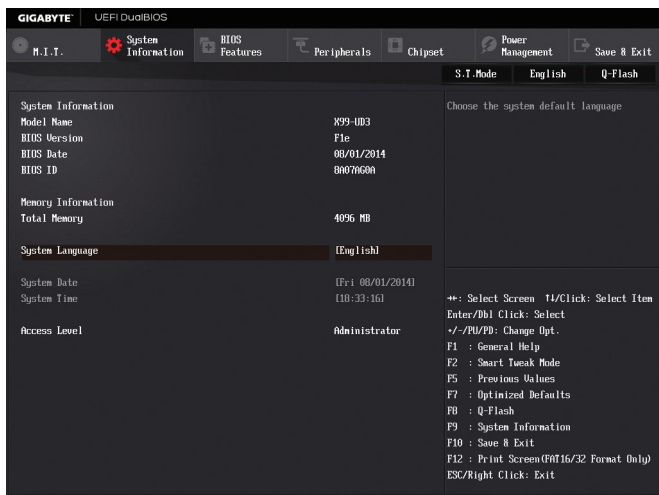 GIGABYTE™ UEFI DualBIOS
M.I.T. System Information BIOS Features Peripherals Chipset Power Management Save & Exit
S.T.Mode English Q-Flash
System Information
Model Name X99-UD3
BIOS Version F1e
BIOS Date 08/01/2014
BIOS ID 8A07AG0A
Memory Information
Total Memory 4096 MB
System Language [English]
System Date [Fri 08/01/2014]
System Time [18:33:16]
Access Level Administrator
Choose the system default language
→←: Select Screen ↑↓/Click: Select Item
Enter/Dbl Click: Select
+/-/PU/PD: Change Opt.
F1 : General Help
F2 : Smart Tweak Mode
F5 : Previous Values
F7 : Optimized Defaults
F8 : Q-Flash
F9 : System Information
F10 : Save & Exit
F12 : Print Screen(FAT16/32 Format Only)
ESC/Right Click: Exit